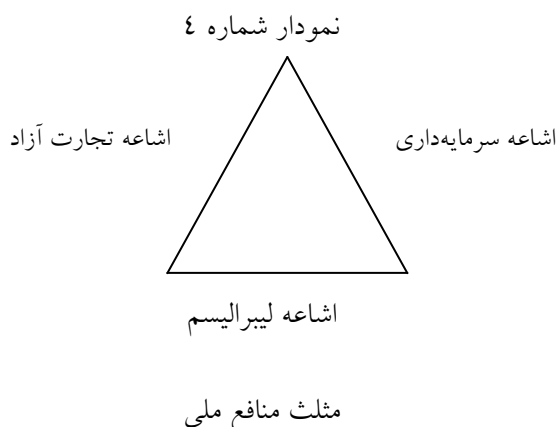 نمودار شماره ٤
اشاعه سرمایه‌داری
اشاعه تجارت آزاد
اشاعه لیبرالیسم
مثلث منافع ملی